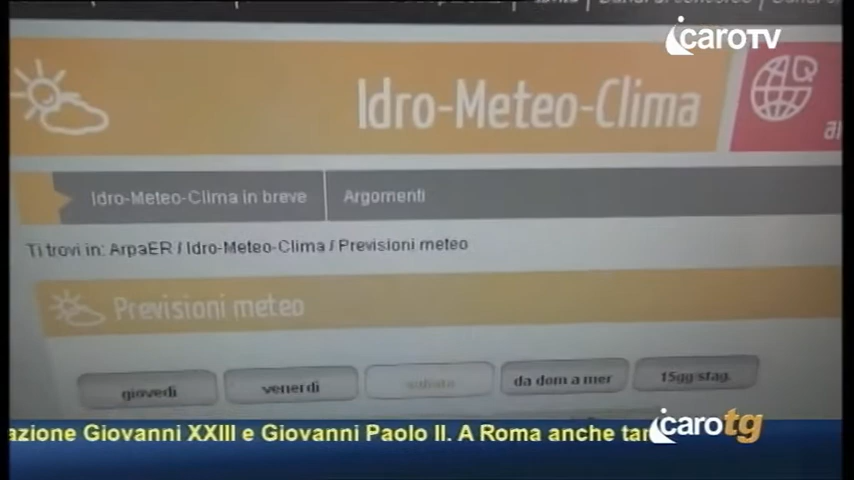 icaroTV
Idro-Meteo-Clima
Idro-Meteo-Clima in breve
Argomenti
Ti trovi in: ArpaER / Idro-Meteo-Clima / Previsioni meteo
Previsioni meteo
giovedì
venerdì
sabato
da dom a mer
15gg/stag.
azione Giovanni XXIII e Giovanni Paolo II. A Roma anche
icarotg